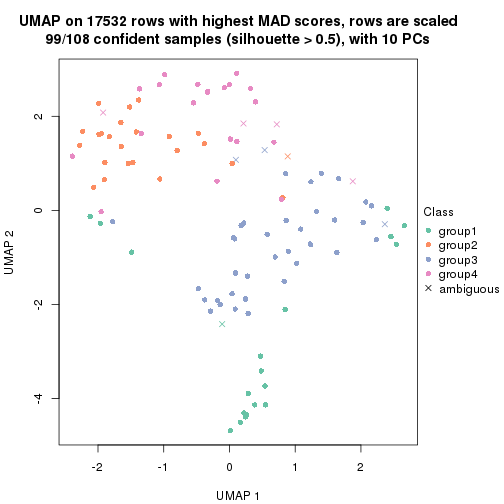 UMAP on 17532 rows with highest MAD scores, rows are scaled
99/108 confident samples (silhouette > 0.5), with 10 PCs
2
0
-2
-4
UMAP 2
-2
-1
0
1
2
UMAP 1
Class
group1
group2
group3
group4
ambiguous